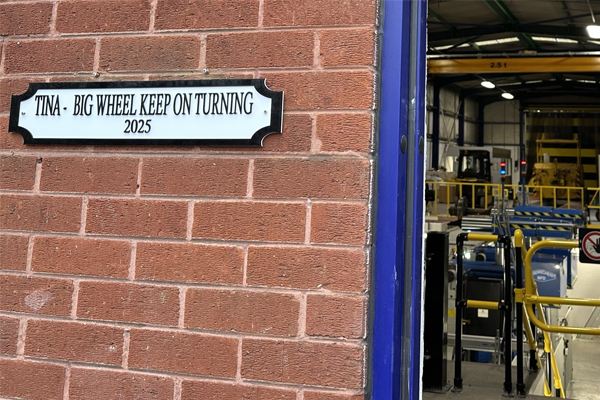 TINA - BIG WHEEL KEEP ON TURNING
2025
2.5 t